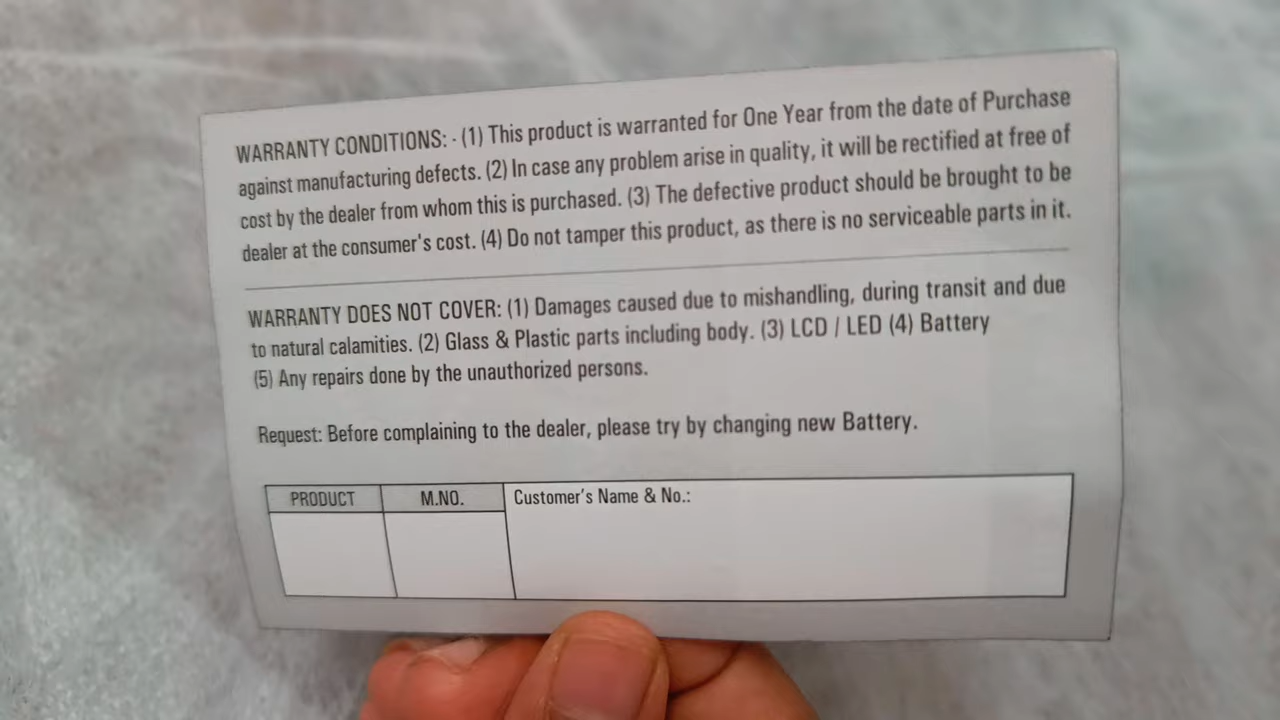 WARRANTY CONDITIONS: - (1) This product is warranted for One Year from the date of Purchase
against manufacturing defects. (2) In case any problem arise in quality, it will be rectified at free of
cost by the dealer from whom this is purchased. (3) The defective product should be brought to be
dealer at the consumer's cost. (4) Do not tamper this product, as there is no serviceable parts in it.
WARRANTY DOES NOT COVER: (1) Damages caused due to mishandling, during transit and due
to natural calamities. (2) Glass & Plastic parts including body. (3) LCD / LED (4) Battery
(5) Any repairs done by the unauthorized persons.
Request: Before complaining to the dealer, please try by changing new Battery.
PRODUCT M.NO. Customer's Name & No.: